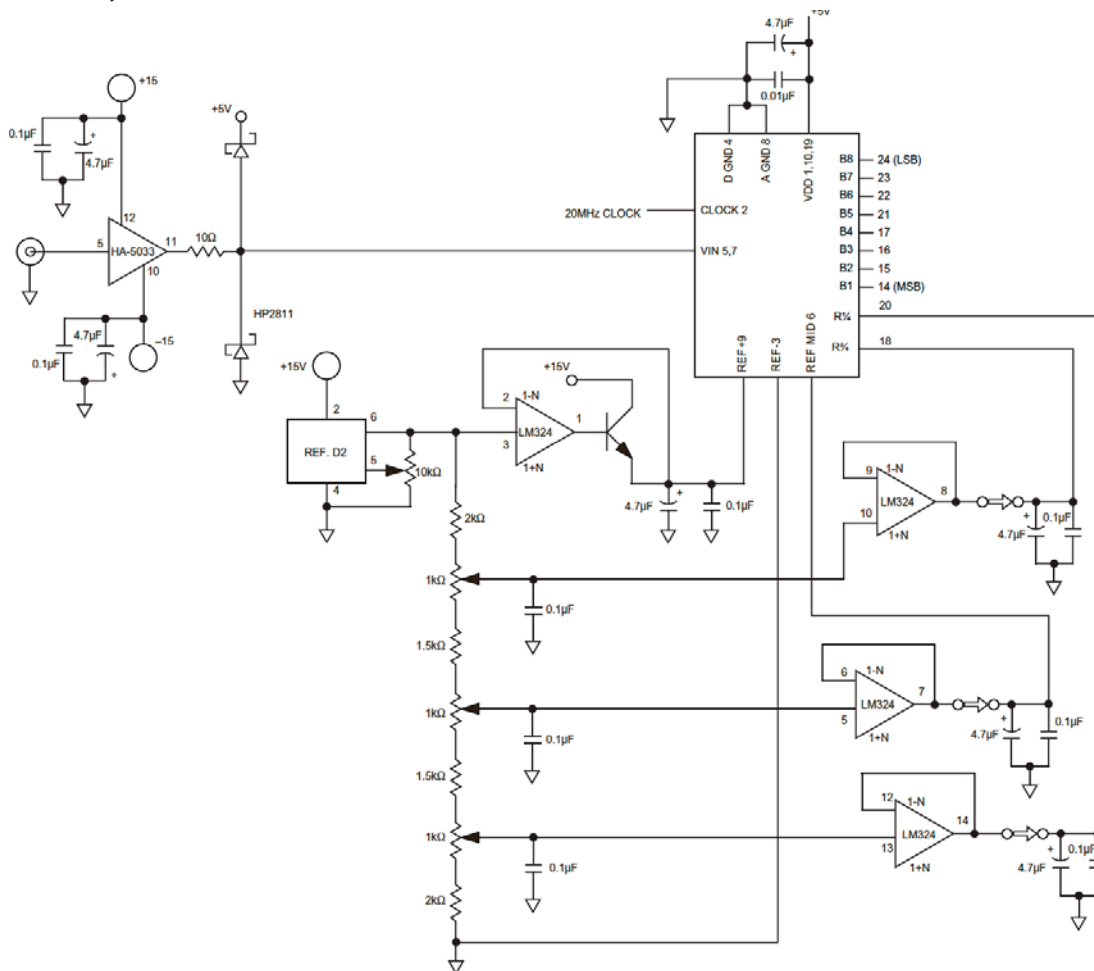 +5V
4.7µF
+
0.01µF
+15
0.1µF
+
4.7µF
+5V
D GND 4
A GND 8
VDD 1,10,19
B8 24 (LSB)
B7 23
B6 22
B5 21
B4 17
B3 16
B2 15
B1 14 (MSB)
R¼ 20
R¾ 18
20MHz CLOCK
CLOCK 2
VIN 5,7
REF+9
REF-3
REF MID 6
12
5
HA-5033
11
10Ω
10
HP2811
4.7µF
0.1µF
+
–15
+15V
2
REF. D2
6
5
4
10kΩ
+15V
2
1-N
LM324
1
3
1+N
4.7µF
+
0.1µF
9
1-N
LM324
8
10
1+N
+
4.7µF
0.1µF
2kΩ
1kΩ
0.1µF
1.5kΩ
6
1-N
LM324
7
5
1+N
+
4.7µF
0.1µF
1kΩ
0.1µF
1.5kΩ
12
1-N
LM324
14
13
1+N
+
4.7µF
0.1µF
1kΩ
0.1µF
2kΩ